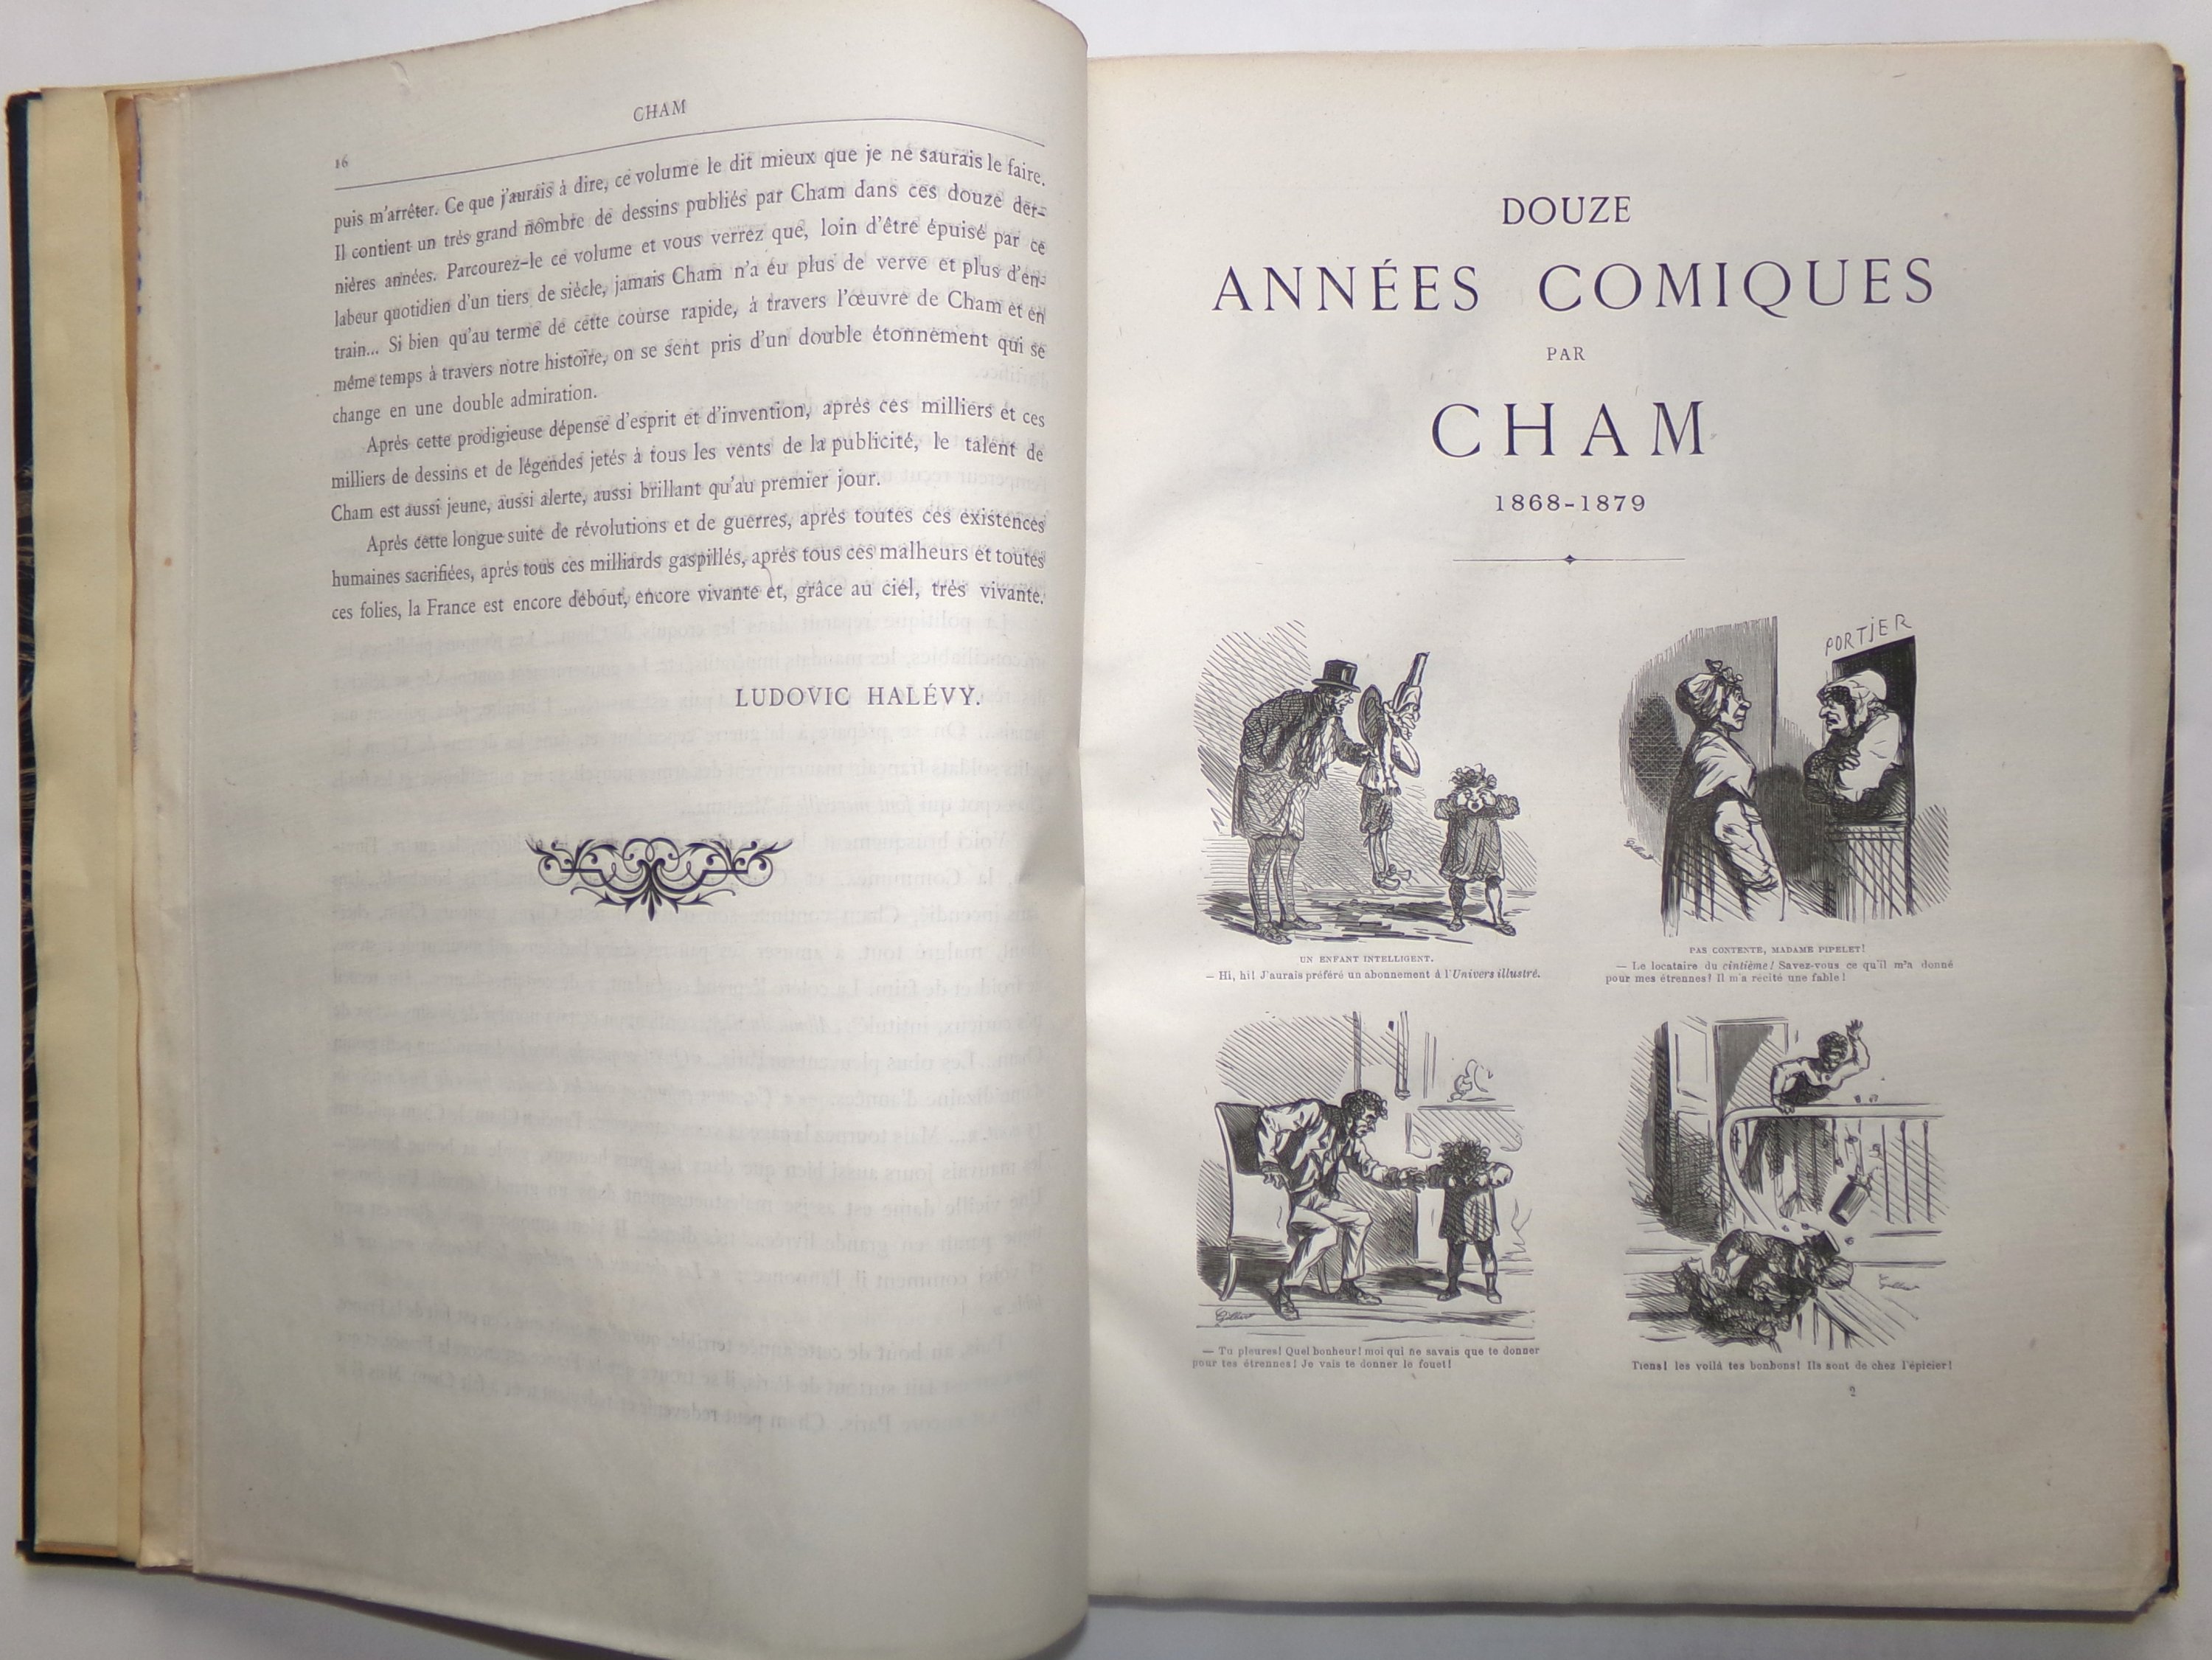 CHAM
16
puis m'arrêter. Ce que j'aurais à dire, ce volume le dit mieux que je ne saurais le faire.
Il contient un très grand nombre de dessins publiés par Cham dans ces douze der-
nières années. Parcourez-le ce volume et vous verrez que, loin d'être épuisé par ce
labeur quotidien d'un tiers de siècle, jamais Cham n'a eu plus de verve et plus d'en-
train... Si bien qu'au terme de cette course rapide, à travers l'œuvre de Cham et en
même temps à travers notre histoire, on se sent pris d'un double étonnement qui se
change en une double admiration.
Après cette prodigieuse dépense d'esprit et d'invention, après ces milliers et ces
milliers de dessins et de légendes jetés à tous les vents de la publicité, le talent de
Cham est aussi jeune, aussi alerte, aussi brillant qu'au premier jour.
Après cette longue suite de révolutions et de guerres, après toutes ces existences
humaines sacrifiées, après tous ces milliards gaspillés, après tous ces malheurs et toutes
ces folies, la France est encore debout, encore vivante et, grâce au ciel, très vivante.
LUDOVIC HALÉVY.
DOUZE
ANNÉES COMIQUES
PAR
CHAM
1868-1879
UN ENFANT INTELLIGENT.
— Hi, hi! J'aurais préféré un abonnement à l'Univers illustré.
PORTIER
PAS CONTENTE, MADAME PIPELET!
— Le locataire du cintième! Savez-vous ce qu'il m'a donné
pour mes étrennes! Il m'a récité une fable!
— Tu pleures! Quel bonheur! moi qui ne savais que te donner
pour tes étrennes! Je vais te donner le fouet!
Tiens! les voilà tes bonbons! Ils sont de chez l'épicier!
2